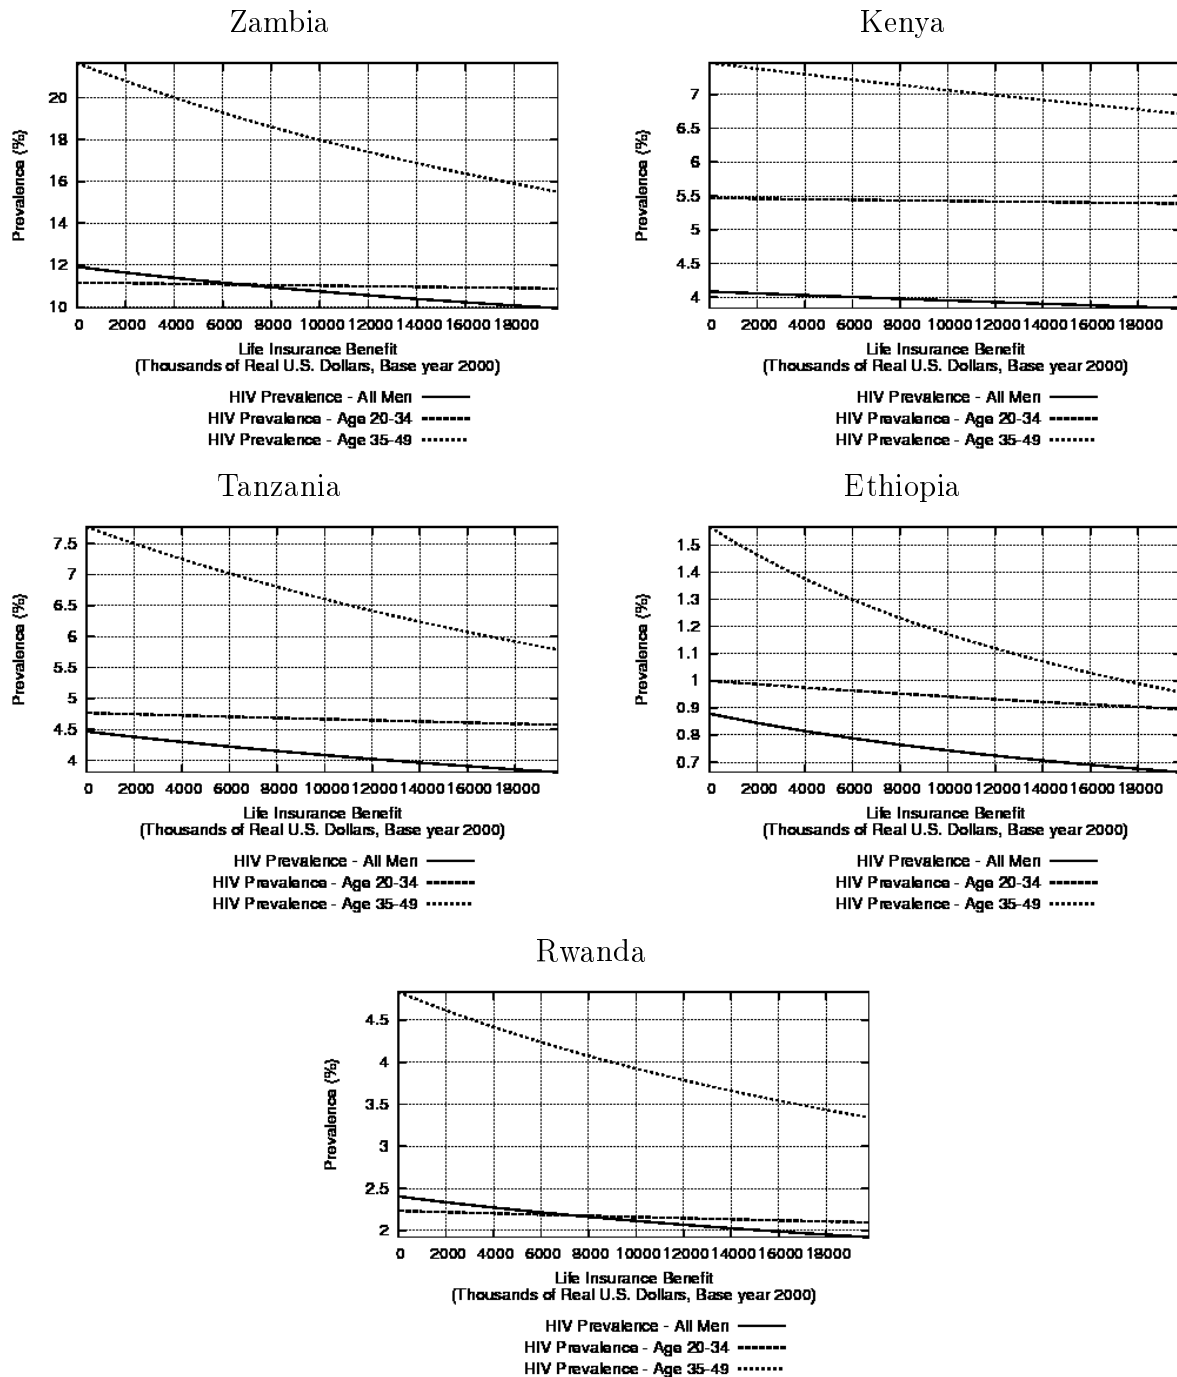 Zambia
Prevalence (%)
20
18
16
14
12
10
0 2000 4000 6000 8000 10000 12000 14000 16000 18000
Life Insurance Benefit
(Thousands of Real U.S. Dollars, Base year 2000)
HIV Prevalence - All Men
HIV Prevalence - Age 20-34
HIV Prevalence - Age 35-49
Kenya
Prevalence (%)
7
6.5
6
5.5
5
4.5
4
0 2000 4000 6000 8000 10000 12000 14000 16000 18000
Life Insurance Benefit
(Thousands of Real U.S. Dollars, Base year 2000)
HIV Prevalence - All Men
HIV Prevalence - Age 20-34
HIV Prevalence - Age 35-49
Tanzania
Prevalence (%)
7.5
7
6.5
6
5.5
5
4.5
4
0 2000 4000 6000 8000 10000 12000 14000 16000 18000
Life Insurance Benefit
(Thousands of Real U.S. Dollars, Base year 2000)
HIV Prevalence - All Men
HIV Prevalence - Age 20-34
HIV Prevalence - Age 35-49
Ethiopia
Prevalence (%)
1.5
1.4
1.3
1.2
1.1
1
0.9
0.8
0.7
0 2000 4000 6000 8000 10000 12000 14000 16000 18000
Life Insurance Benefit
(Thousands of Real U.S. Dollars, Base year 2000)
HIV Prevalence - All Men
HIV Prevalence - Age 20-34
HIV Prevalence - Age 35-49
Rwanda
Prevalence (%)
4.5
4
3.5
3
2.5
2
0 2000 4000 6000 8000 10000 12000 14000 16000 18000
Life Insurance Benefit
(Thousands of Real U.S. Dollars, Base year 2000)
HIV Prevalence - All Men
HIV Prevalence - Age 20-34
HIV Prevalence - Age 35-49